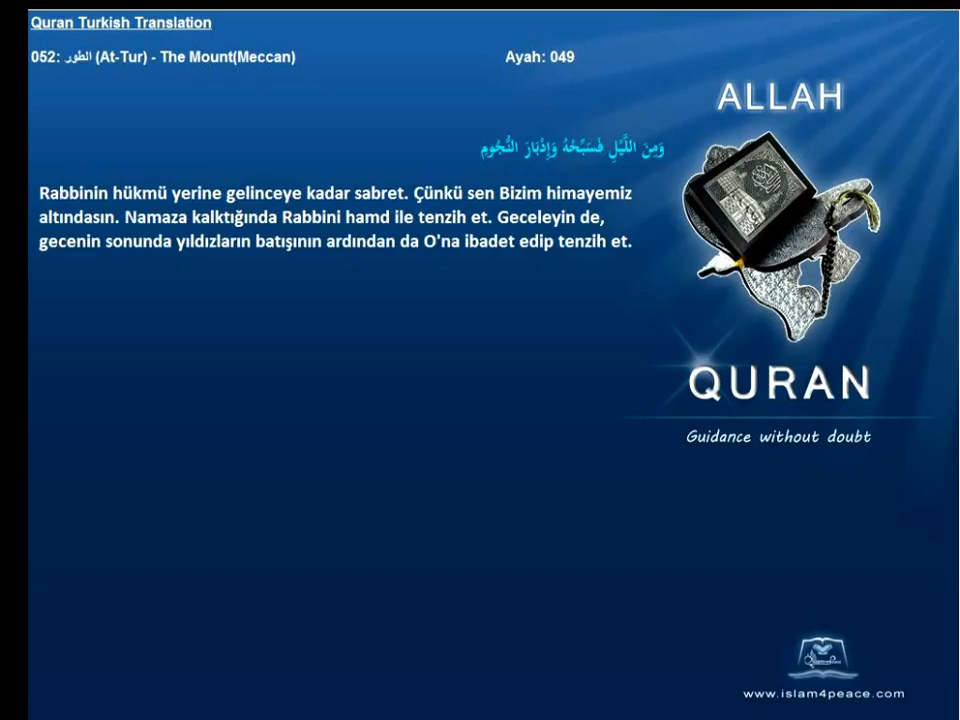 Quran Turkish Translation
052: الطور (At-Tur) - The Mount(Meccan) Ayah: 049
ALLAH
وَمِنَ اللَّيْلِ فَسَبِّحْهُ وَإِدْبَارَ النُّجُومِ
Rabbinin hükmü yerine gelinceye kadar sabret. Çünkü sen Bizim himayemiz
altındasın. Namaza kalktığında Rabbini hamd ile tenzih et. Geceleyin de,
gecenin sonunda yıldızların batışının ardından da O'na ibadet edip tenzih et.
QURAN
Guidance without doubt
www.islam4peace.com